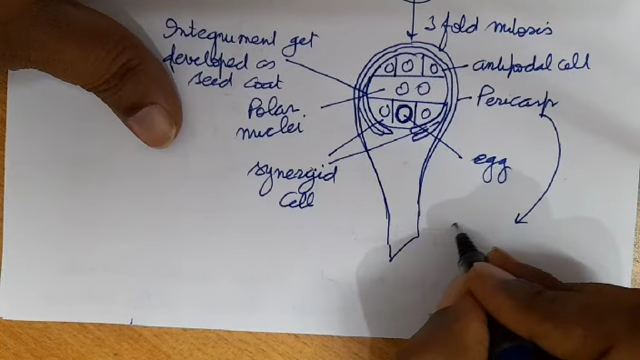 3 fold mitosis
Integument get
developed as
seed coat
antipodal cell
Polar
nuclei
Pericarp
synergid
cell
egg